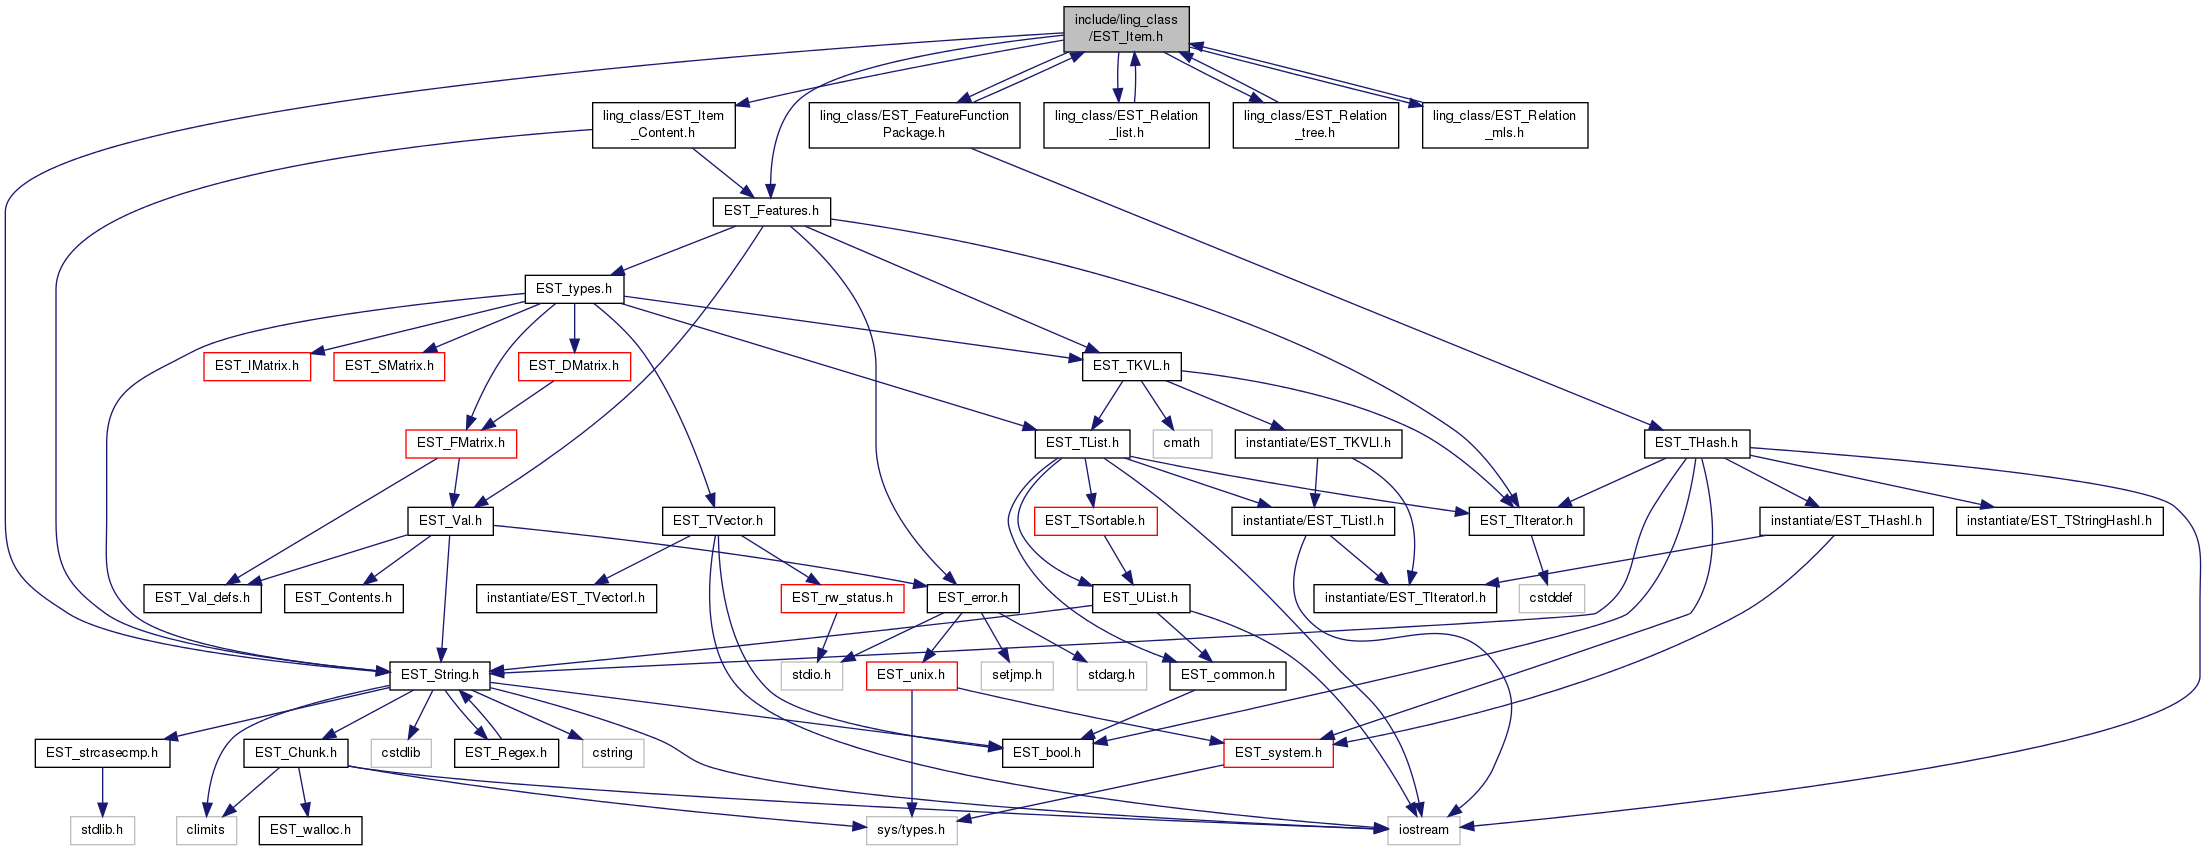 include/ling_class
/EST_Item.h
ling_class/EST_Item
_Content.h
ling_class/EST_FeatureFunction
Package.h
ling_class/EST_Relation
_list.h
ling_class/EST_Relation
_tree.h
ling_class/EST_Relation
_mls.h
EST_Features.h
EST_types.h
EST_IMatrix.h
EST_SMatrix.h
EST_DMatrix.h
EST_TKVL.h
EST_FMatrix.h
EST_TList.h
cmath
instantiate/EST_TKVLI.h
EST_THash.h
EST_Val.h
EST_TVector.h
EST_TSortable.h
instantiate/EST_TListI.h
EST_TIterator.h
instantiate/EST_THashI.h
instantiate/EST_TStringHashI.h
EST_Val_defs.h
EST_Contents.h
instantiate/EST_TVectorI.h
EST_rw_status.h
EST_error.h
EST_UList.h
instantiate/EST_TIteratorI.h
cstddef
EST_String.h
stdio.h
EST_unix.h
setjmp.h
stdarg.h
EST_common.h
EST_strcasecmp.h
EST_Chunk.h
cstdlib
EST_Regex.h
cstring
EST_bool.h
EST_system.h
stdlib.h
climits
EST_walloc.h
sys/types.h
iostream